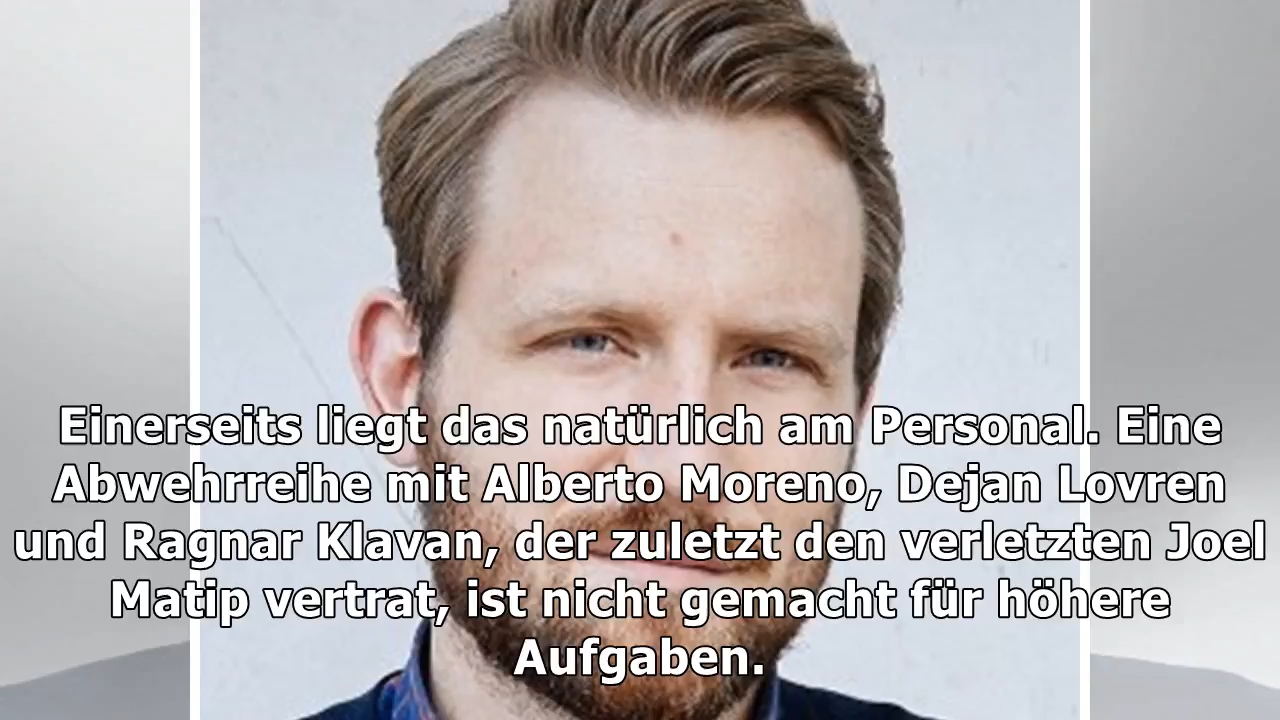 Einerseits liegt das natürlich am Personal. Eine
Abwehrreihe mit Alberto Moreno, Dejan Lovren
und Ragnar Klavan, der zuletzt den verletzten Joel
Matip vertrat, ist nicht gemacht für höhere
Aufgaben.